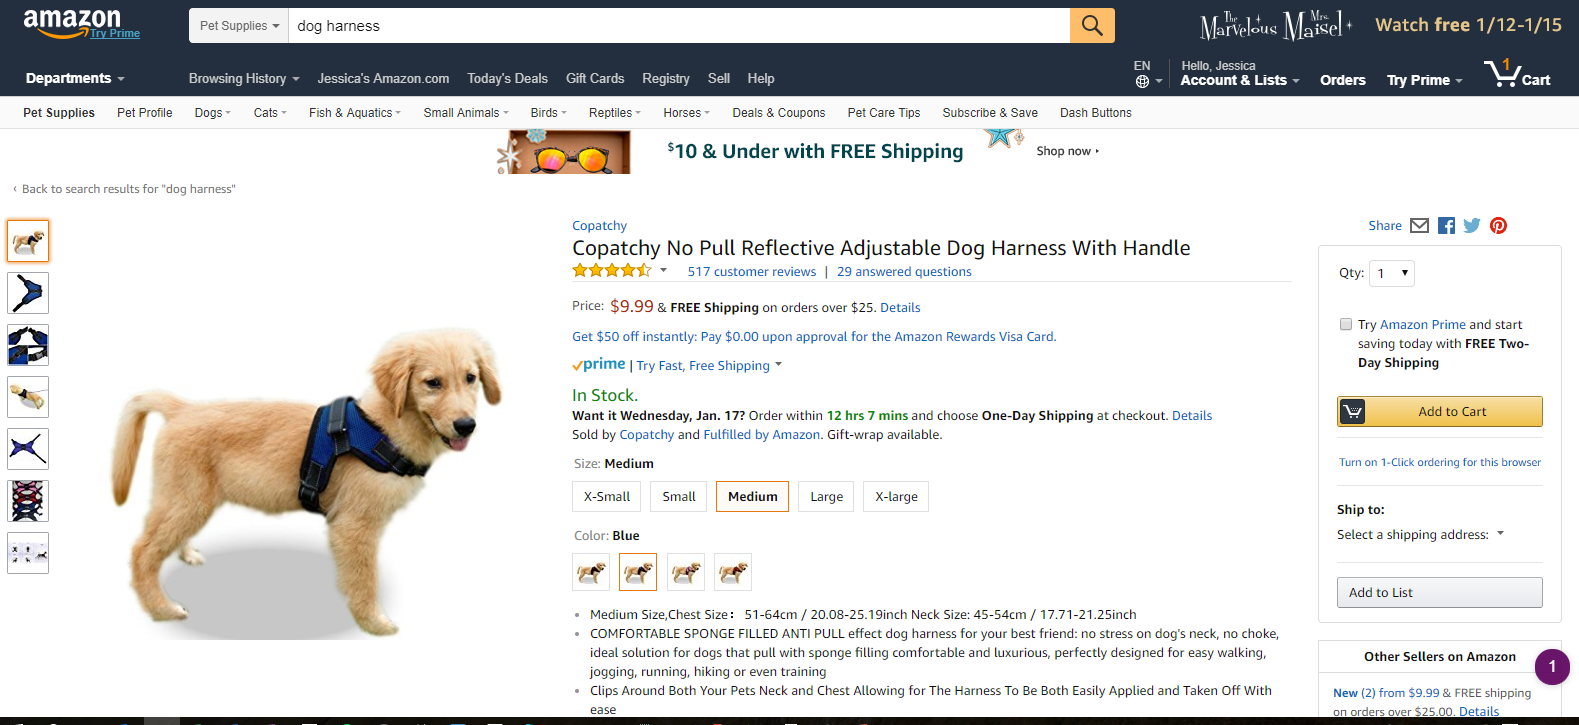 amazon
Try Prime
Pet Supplies
dog harness
The Marvelous Mrs. Maisel
Watch free 1/12-1/15
Departments
Browsing History
Jessica's Amazon.com
Today's Deals
Gift Cards
Registry
Sell
Help
EN
Hello, Jessica
Account & Lists
Orders
Try Prime
1
Cart
Pet Supplies
Pet Profile
Dogs
Cats
Fish & Aquatics
Small Animals
Birds
Reptiles
Horses
Deals & Coupons
Pet Care Tips
Subscribe & Save
Dash Buttons
$10 & Under with FREE Shipping
Shop now ›
‹ Back to search results for "dog harness"
Copatchy
Copatchy No Pull Reflective Adjustable Dog Harness With Handle
517 customer reviews | 29 answered questions
Price: $9.99 & FREE Shipping on orders over $25. Details
Get $50 off instantly: Pay $0.00 upon approval for the Amazon Rewards Visa Card.
prime | Try Fast, Free Shipping
In Stock.
Want it Wednesday, Jan. 17? Order within 12 hrs 7 mins and choose One-Day Shipping at checkout. Details
Sold by Copatchy and Fulfilled by Amazon. Gift-wrap available.
Size: Medium
X-Small
Small
Medium
Large
X-large
Color: Blue
• Medium Size,Chest Size： 51-64cm / 20.08-25.19inch Neck Size: 45-54cm / 17.71-21.25inch
• COMFORTABLE SPONGE FILLED ANTI PULL effect dog harness for your best friend: no stress on dog's neck, no choke,
ideal solution for dogs that pull with sponge filling comfortable and luxurious, perfectly designed for easy walking,
jogging, running, hiking or even training
• Clips Around Both Your Pets Neck and Chest Allowing for The Harness To Be Both Easily Applied and Taken Off With
ease
Share
Qty: 1
Try Amazon Prime and start
saving today with FREE Two-
Day Shipping
Add to Cart
Turn on 1-Click ordering for this browser
Ship to:
Select a shipping address:
Add to List
Other Sellers on Amazon
1
New (2) from $9.99 & FREE shipping
on orders over $25.00. Details